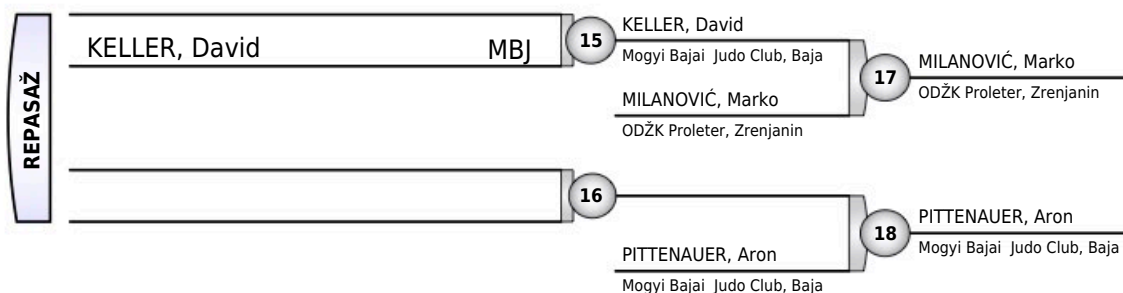 REPASAŽ
KELLER, David MBJ
15
KELLER, David
Mogyi Bajai Judo Club, Baja
MILANOVIĆ, Marko
ODŽK Proleter, Zrenjanin
17
MILANOVIĆ, Marko
ODŽK Proleter, Zrenjanin
16
PITTENAUER, Aron
Mogyi Bajai Judo Club, Baja
18
PITTENAUER, Aron
Mogyi Bajai Judo Club, Baja